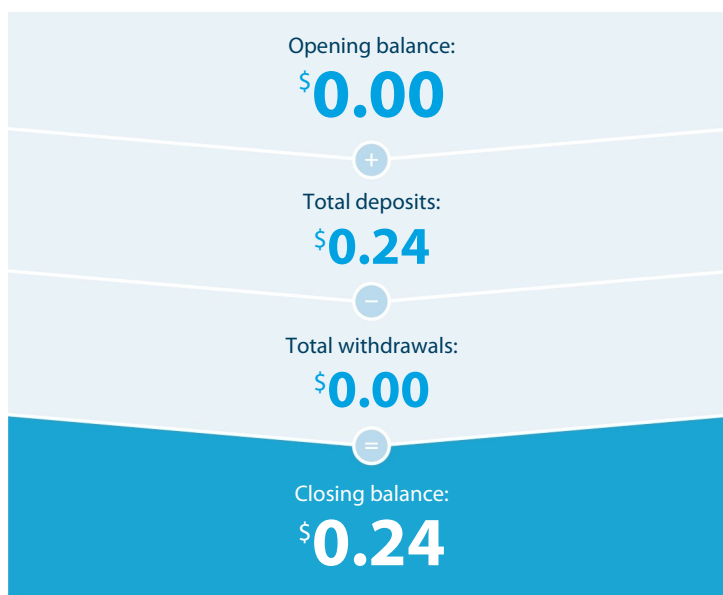 Opening balance:
$0.00
+
Total deposits:
$0.24
−
Total withdrawals:
$0.00
=
Closing balance:
$0.24